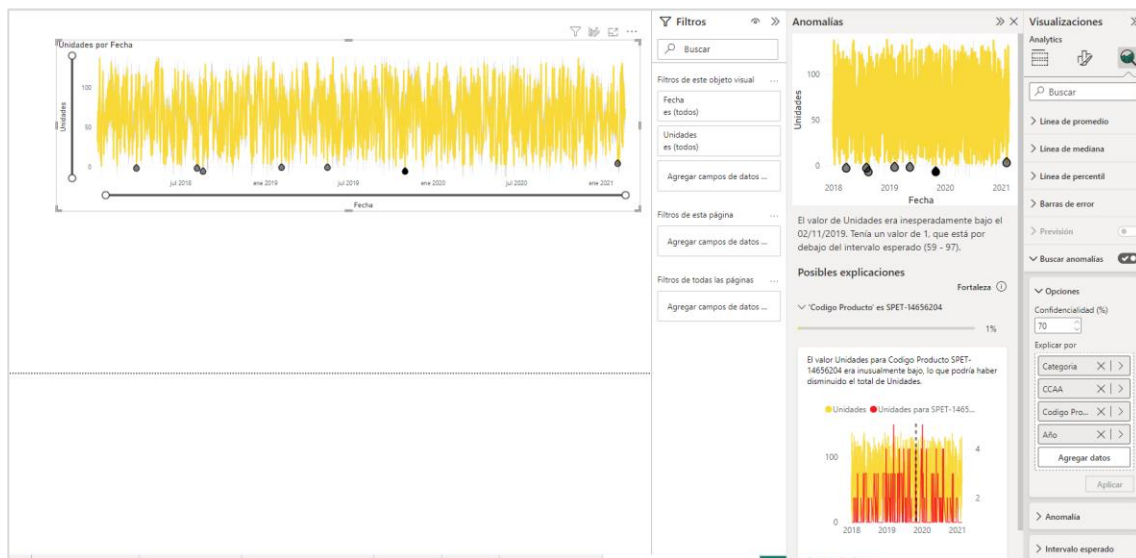 Unidades por Fecha
Unidades
100
50
0
jul 2018
ene 2019
jul 2019
ene 2020
jul 2020
ene 2021
Fecha
Filtros
Buscar
Filtros de este objeto visual
Fecha
es (todos)
Unidades
es (todos)
Agregar campos de datos ...
Filtros de esta página
Agregar campos de datos ...
Filtros de todas las páginas
Agregar campos de datos ...
Anomalías
Unidades
100
50
0
2018
2019
2020
2021
Fecha
El valor de Unidades era inesperadamente bajo el
02/11/2019. Tenía un valor de 1, que está por
debajo del intervalo esperado (59 - 97).
Posibles explicaciones
Fortaleza
'Codigo Producto' es SPET-14656204
1%
El valor Unidades para Codigo Producto SPET-
14656204 era inusualmente bajo, lo que podría haber
disminuido el total de Unidades.
Unidades
Unidades para SPET-1465...
100
0
4
2
2018
2019
2020
2021
Visualizaciones
Analytics
Buscar
Línea de promedio
Línea de mediana
Línea de percentil
Barras de error
Previsión
Buscar anomalías
Opciones
Confidencialidad (%)
70
Explicar por
Categoria
CCAA
Codigo Pro...
Año
Agregar datos
Aplicar
Anomalía
Intervalo esperado